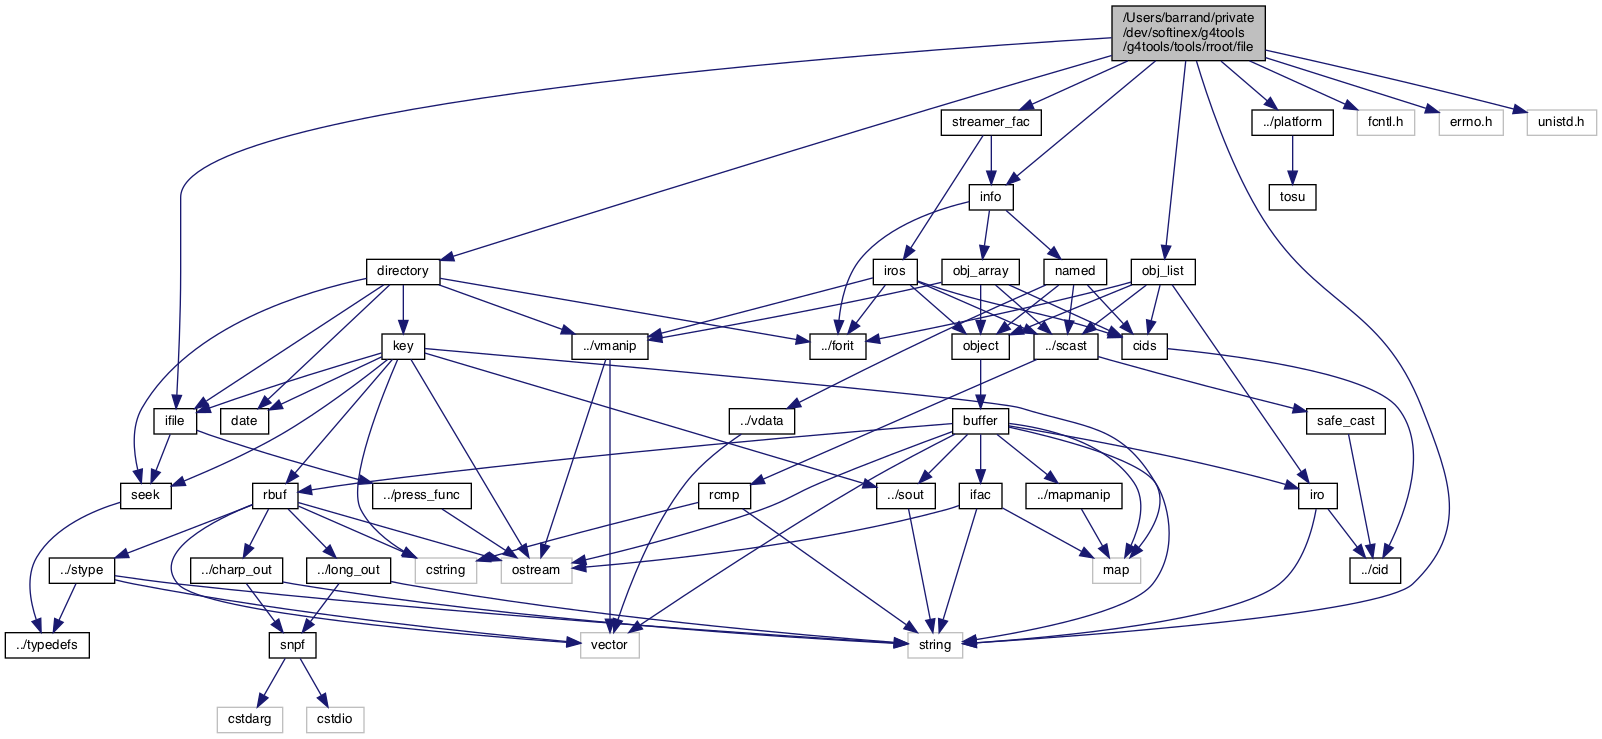 /Users/barrand/private
/dev/softinex/g4tools
/g4tools/tools/rroot/file
streamer_fac
../platform
fcntl.h
errno.h
unistd.h
info
tosu
directory
iros
obj_array
named
obj_list
key
../vmanip
../forit
object
../scast
cids
ifile
date
../vdata
buffer
safe_cast
seek
rbuf
../press_func
rcmp
../sout
ifac
../mapmanip
iro
../stype
../charp_out
../long_out
cstring
ostream
map
../cid
../typedefs
snpf
vector
string
cstdarg
cstdio